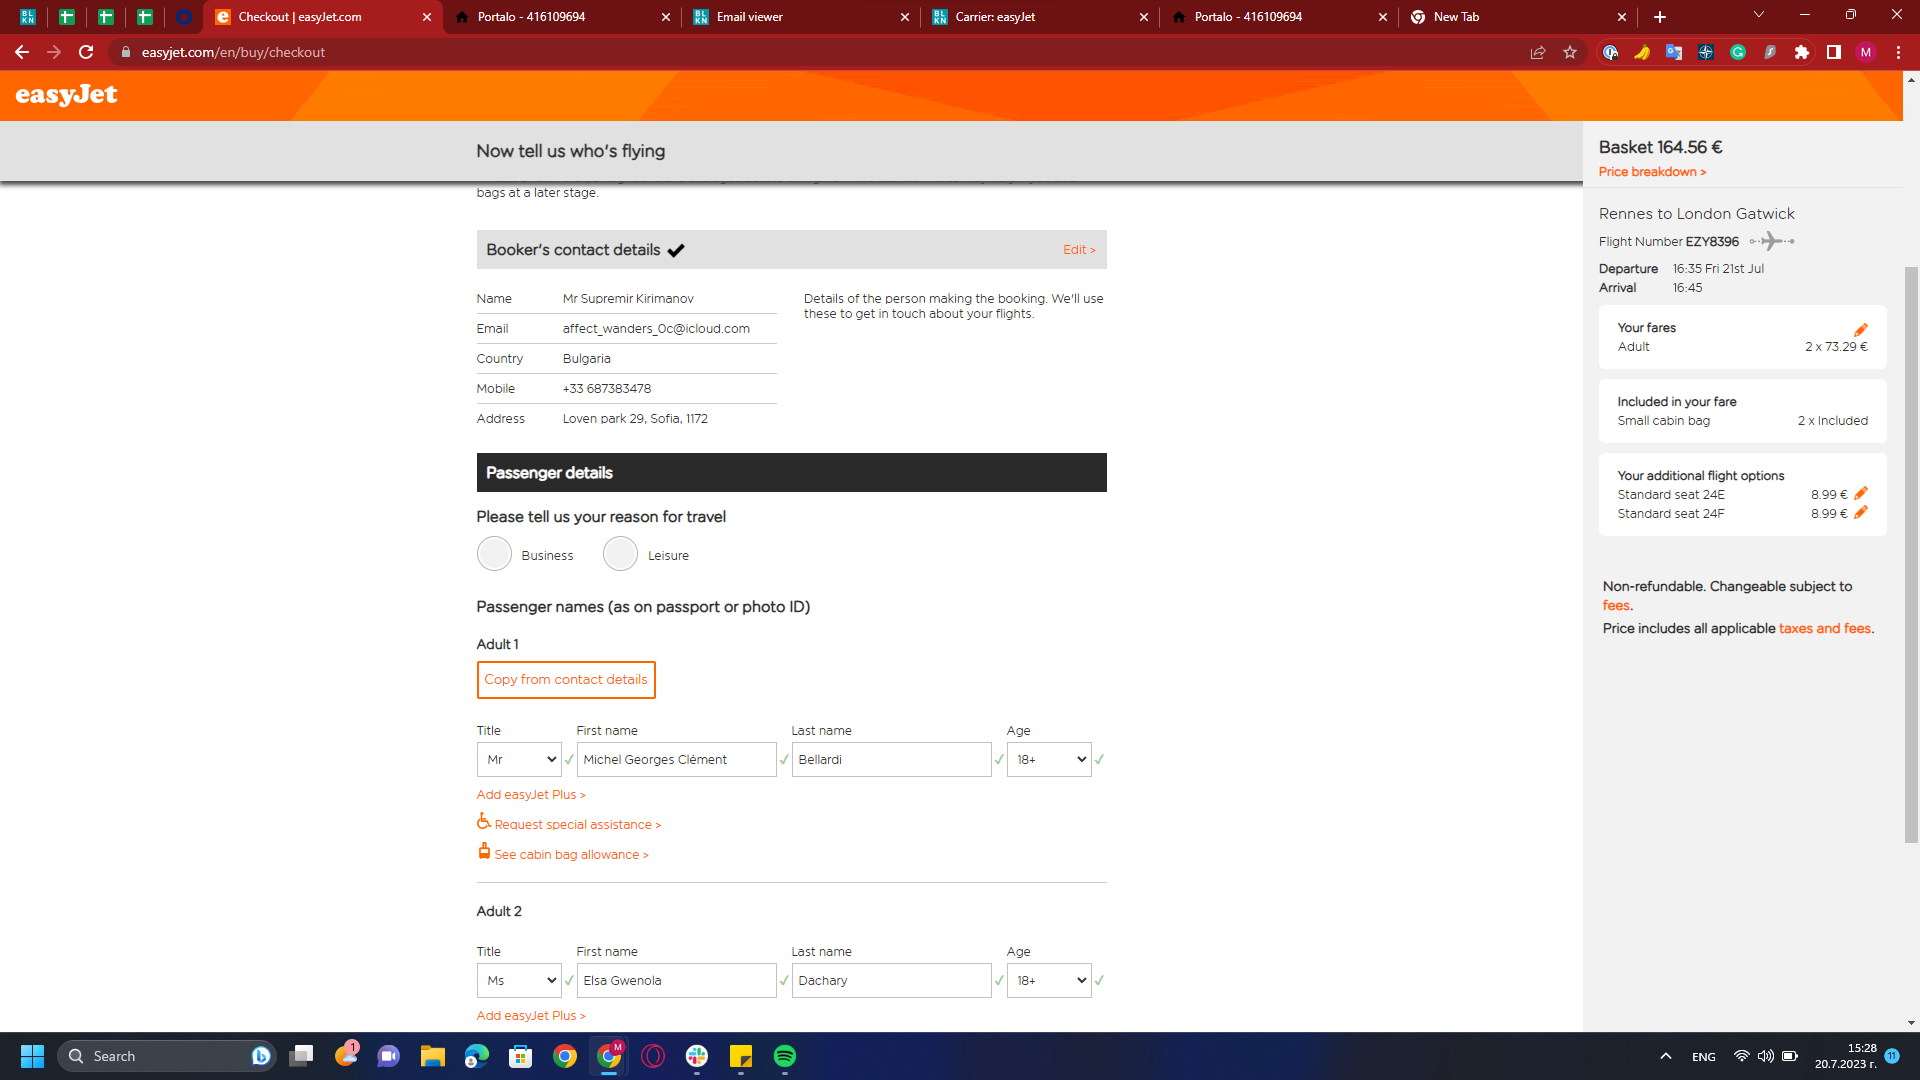 Checkout | easyJet.com
Portalo - 416109694
Email viewer
Carrier: easyJet
Portalo - 416109694
New Tab
easyjet.com/en/buy/checkout
M
easyJet
Now tell us who's flying
bags at a later stage.
Booker's contact details
Edit >
Name Mr Supremir Kirimanov
Email affect_wanders_0c@icloud.com
Country Bulgaria
Mobile +33 687383478
Address Loven park 29, Sofia, 1172
Details of the person making the booking. We'll use
these to get in touch about your flights.
Passenger details
Please tell us your reason for travel
Business
Leisure
Passenger names (as on passport or photo ID)
Adult 1
Copy from contact details
Title First name Last name Age
Mr Michel Georges Clément Bellardi 18+
Add easyJet Plus >
Request special assistance >
See cabin bag allowance >
Adult 2
Title First name Last name Age
Ms Elsa Gwenola Dachary 18+
Add easyJet Plus >
Basket 164.56 €
Price breakdown >
Rennes to London Gatwick
Flight Number EZY8396
Departure 16:35 Fri 21st Jul
Arrival 16:45
Your fares
Adult 2 x 73.29 €
Included in your fare
Small cabin bag 2 x Included
Your additional flight options
Standard seat 24E 8.99 €
Standard seat 24F 8.99 €
Non-refundable. Changeable subject to
fees.
Price includes all applicable taxes and fees.
Search
1
M
ENG
15:28
20.7.2023 г.
11